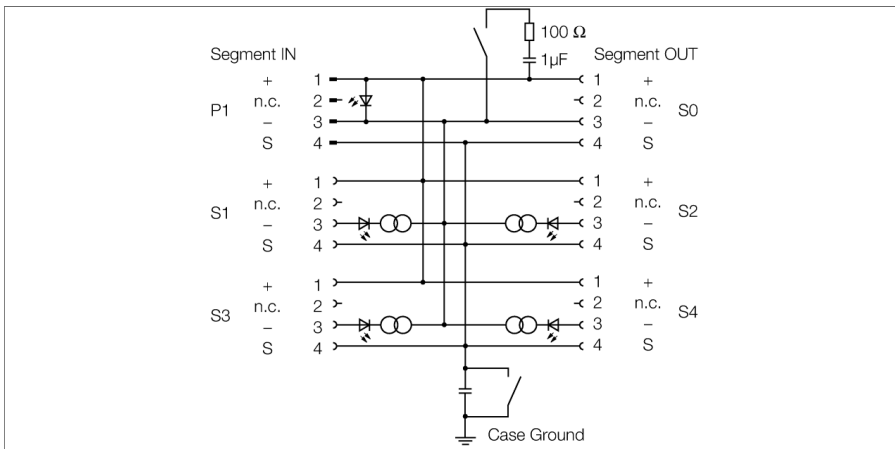 100 Ω
Segment IN 1µF Segment OUT
+ 1 1 +
P1 n.c. 2 2 n.c. S0
– 3 3 –
S 4 4 S
+ 1 1 +
S1 n.c. 2 2 n.c. S2
– 3 3 –
S 4 4 S
+ 1 1 +
S3 n.c. 2 2 n.c. S4
– 3 3 –
S 4 4 S
Case Ground